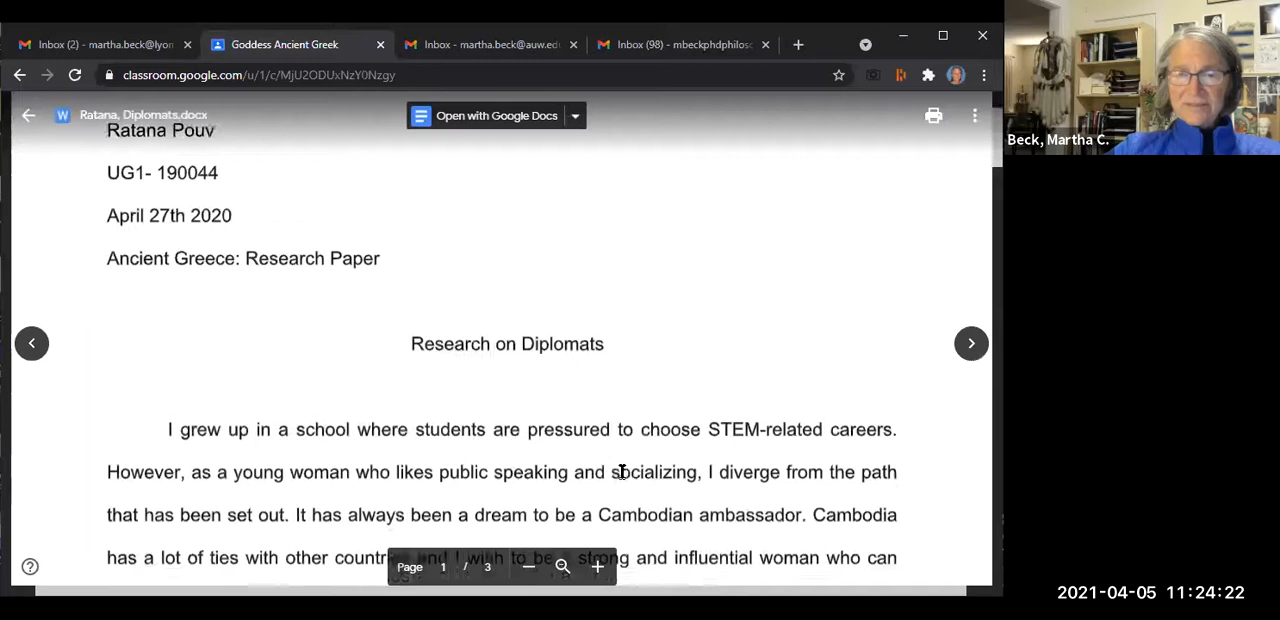 Inbox (2) - martha.beck@lyon
Goddess Ancient Greek
Inbox - martha.beck@auw.ed
Inbox (98) - mbeckphdphilos
classroom.google.com/u/1/c/MjU2ODUxNzY0Nzgy
Ratana, Diplomats.docx
Open with Google Docs
Beck, Martha C.
Ratana Pouv
UG1- 190044
April 27th 2020
Ancient Greece: Research Paper
Research on Diplomats
I grew up in a school where students are pressured to choose STEM-related careers.
However, as a young woman who likes public speaking and socializing, I diverge from the path
that has been set out. It has always been a dream to be a Cambodian ambassador. Cambodia
has a lot of ties with other countries and I wish to be a strong and influential woman who can
Page 1 / 3
2021-04-05 11:24:22